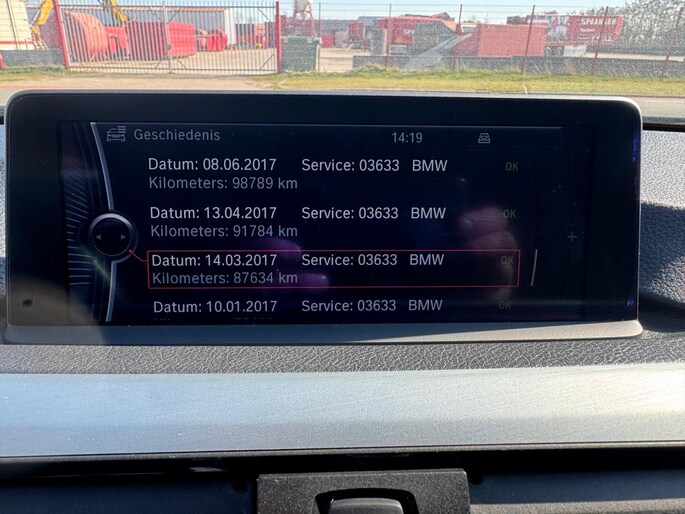 SPANSEN
Geschiedenis 14:19
Datum: 08.06.2017 Service: 03633 BMW OK
Kilometers: 98789 km
Datum: 13.04.2017 Service: 03633 BMW OK
Kilometers: 91784 km
Datum: 14.03.2017 Service: 03633 BMW OK
Kilometers: 87634 km
Datum: 10.01.2017 Service: 03633 BMW OK